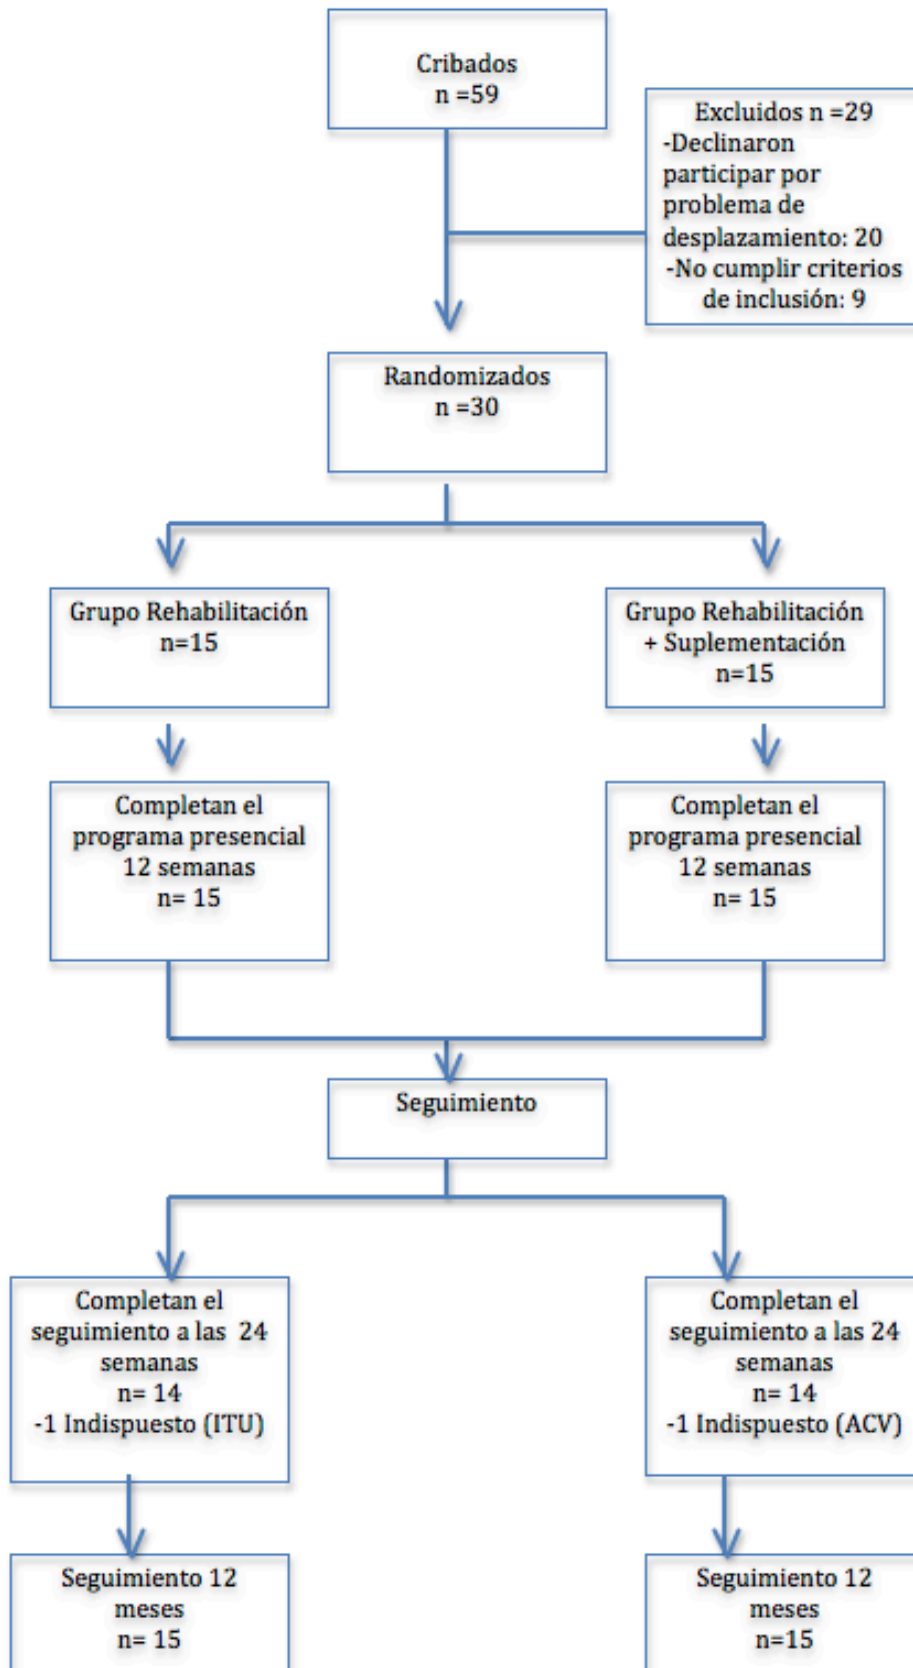 Cribados
n =59
Excluidos n =29
-Declinaron
participar por
problema de
desplazamiento: 20
-No cumplir criterios
de inclusión: 9
Randomizados
n =30
Grupo Rehabilitación
n=15
Grupo Rehabilitación
+ Suplementación
n=15
Completan el
programa presencial
12 semanas
n= 15
Completan el
programa presencial
12 semanas
n= 15
Seguimiento
Completan el
seguimiento a las 24
semanas
n= 14
-1 Indispuesto (ITU)
Completan el
seguimiento a las 24
semanas
n= 14
-1 Indispuesto (ACV)
Seguimiento 12
meses
n= 15
Seguimiento 12
meses
n=15